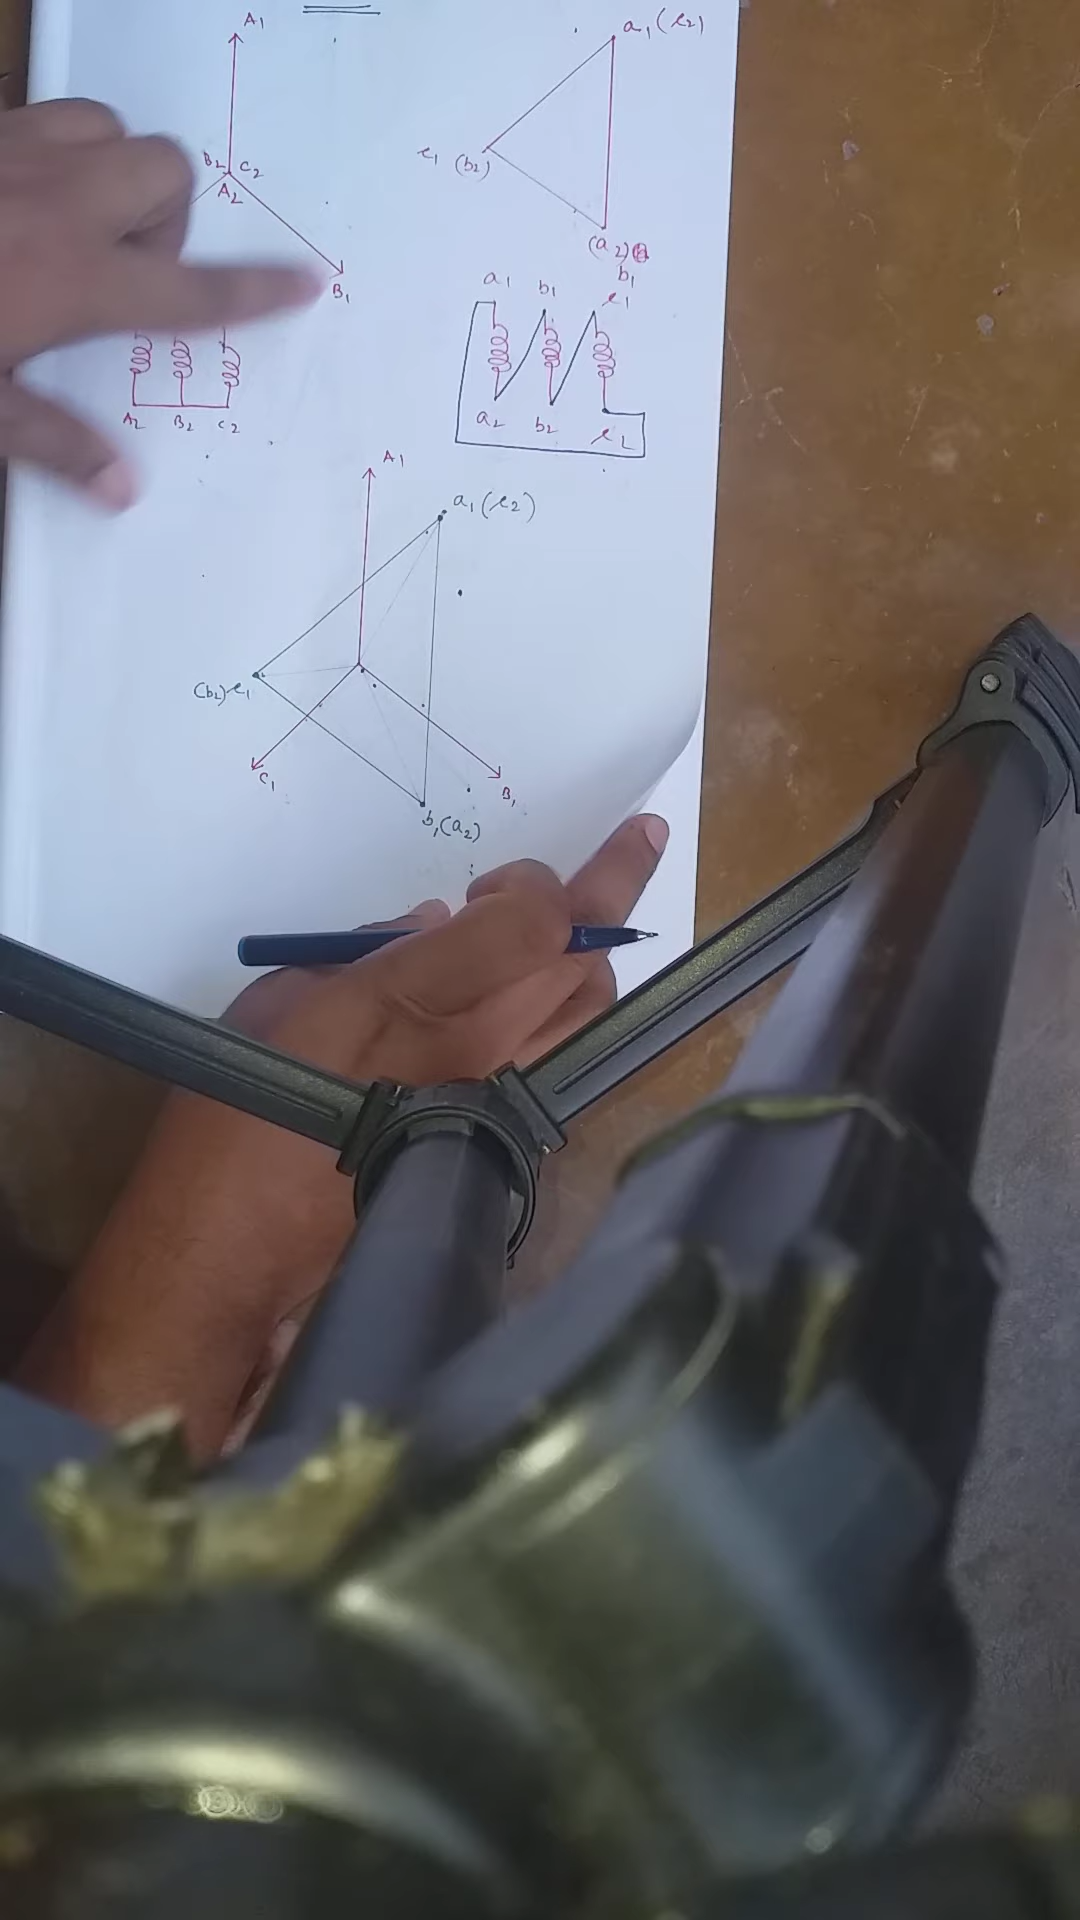 A1
B2 C2
A2
B1
A2 B2 C2
a1 (c2)
c1 (b2)
(a2)
b1
a1 b1 c1
a2 b2 c2
A1
a1 (c2)
(b2) c1
C1
B1
b1 (a2)